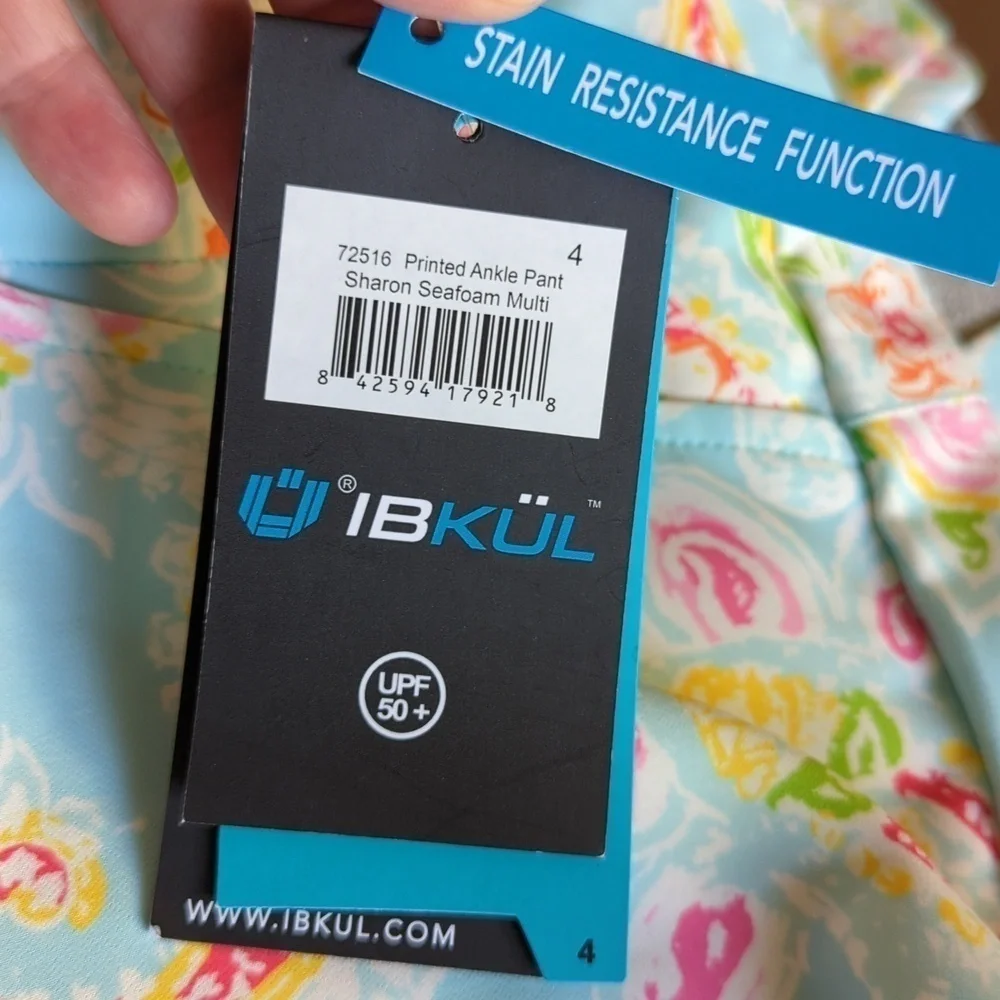 STAIN RESISTANCE FUNCTION
4
72516 Printed Ankle Pant
Sharon Seafoam Multi
8 42594 17921 8
® IBKÜL ™
UPF
50 +
WWW.IBKUL.COM
4